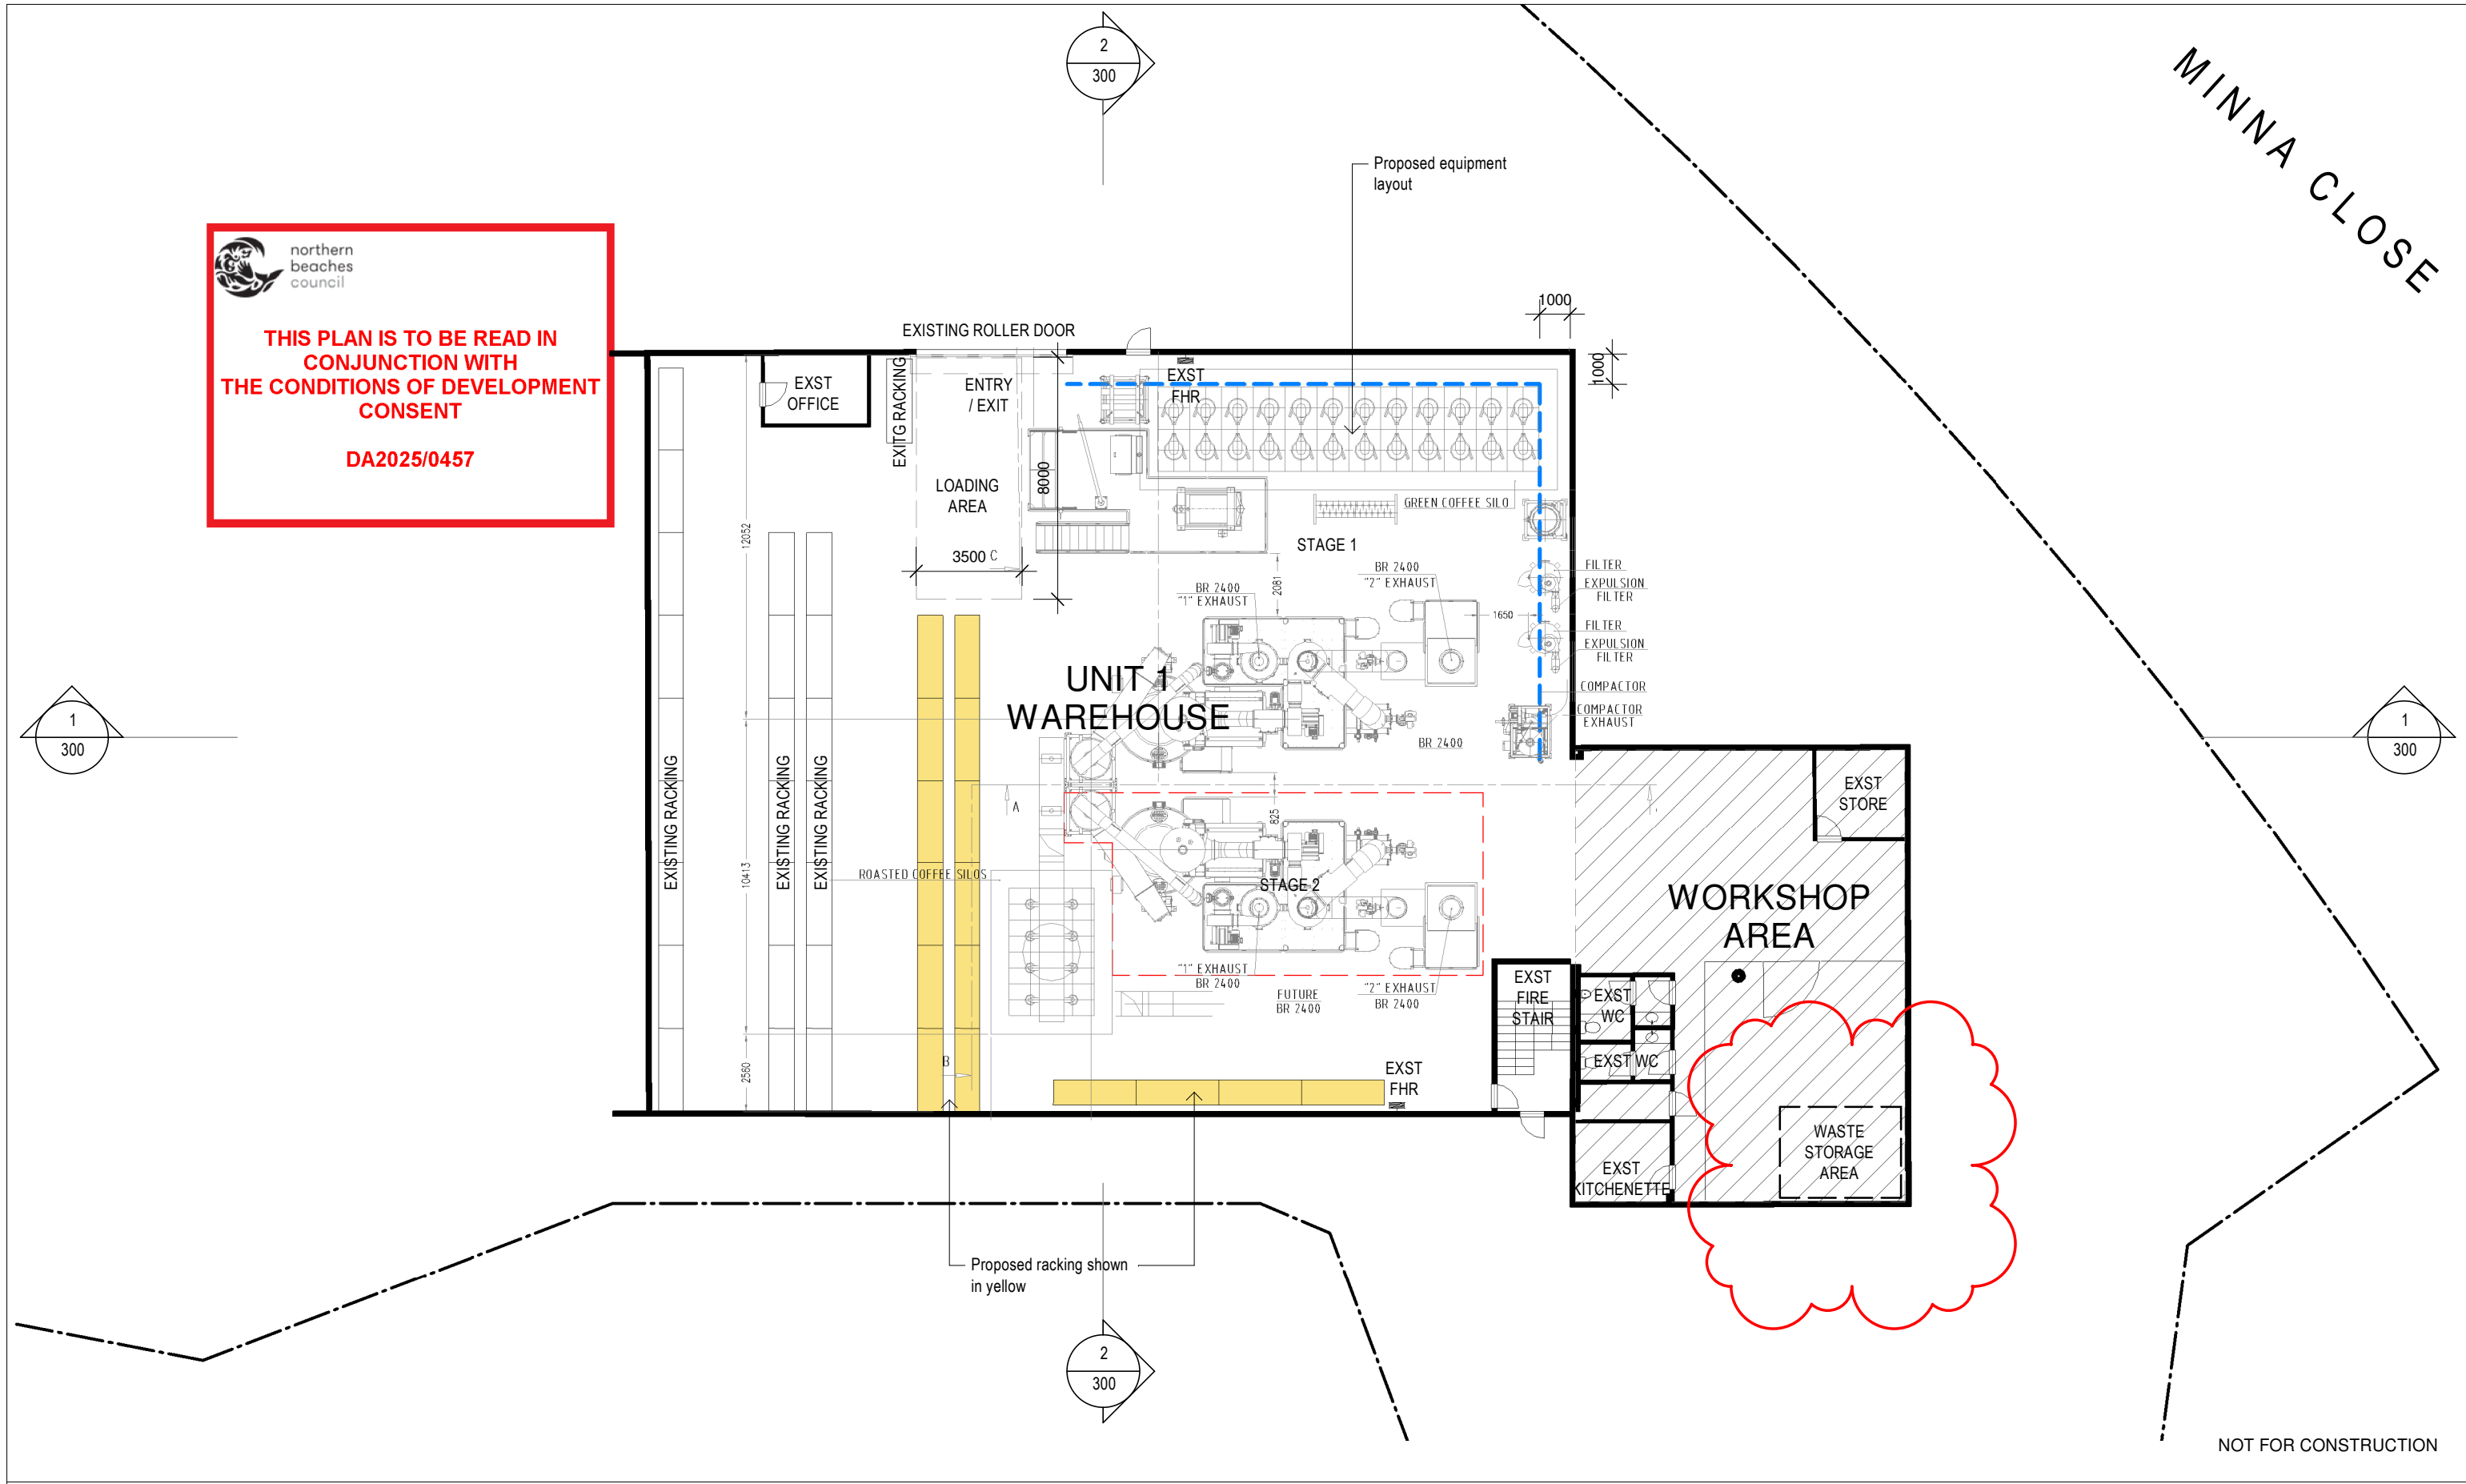 2
300
MINNA CLOSE
Proposed equipment
layout
northern
beaches
council
THIS PLAN IS TO BE READ IN
CONJUNCTION WITH
THE CONDITIONS OF DEVELOPMENT
CONSENT
DA2025/0457
1000
1000
EXISTING ROLLER DOOR
EXST
OFFICE
EXITG RACKING
ENTRY
/ EXIT
EXST
FHR
LOADING
AREA
8000
3500
C
12052
GREEN COFFEE SILO
STAGE 1
2081
BR 2400
"1" EXHAUST
BR 2400
"2" EXHAUST
1650
FILTER
EXPULSION
FILTER
FILTER
EXPULSION
FILTER
COMPACTOR
COMPACTOR
EXHAUST
UNIT 1
WAREHOUSE
BR 2400
1
300
1
300
EXISTING RACKING
EXISTING RACKING
EXISTING RACKING
A
825
10413
ROASTED COFFEE SILOS
STAGE 2
"1" EXHAUST
BR 2400
FUTURE
BR 2400
"2" EXHAUST
BR 2400
EXST
STORE
WORKSHOP
AREA
EXST
FIRE
STAIR
EXST
WC
EXST WC
2560
B
EXST
FHR
EXST
KITCHENETTE
WASTE
STORAGE
AREA
Proposed racking shown
in yellow
2
300
NOT FOR CONSTRUCTION